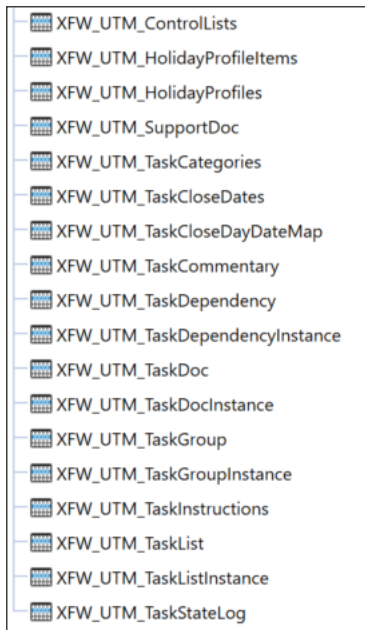 XFW_UTM_ControlLists
XFW_UTM_HolidayProfileItems
XFW_UTM_HolidayProfiles
XFW_UTM_SupportDoc
XFW_UTM_TaskCategories
XFW_UTM_TaskCloseDates
XFW_UTM_TaskCloseDayDateMap
XFW_UTM_TaskCommentary
XFW_UTM_TaskDependency
XFW_UTM_TaskDependencyInstance
XFW_UTM_TaskDoc
XFW_UTM_TaskDocInstance
XFW_UTM_TaskGroup
XFW_UTM_TaskGroupInstance
XFW_UTM_TaskInstructions
XFW_UTM_TaskList
XFW_UTM_TaskListInstance
XFW_UTM_TaskStateLog